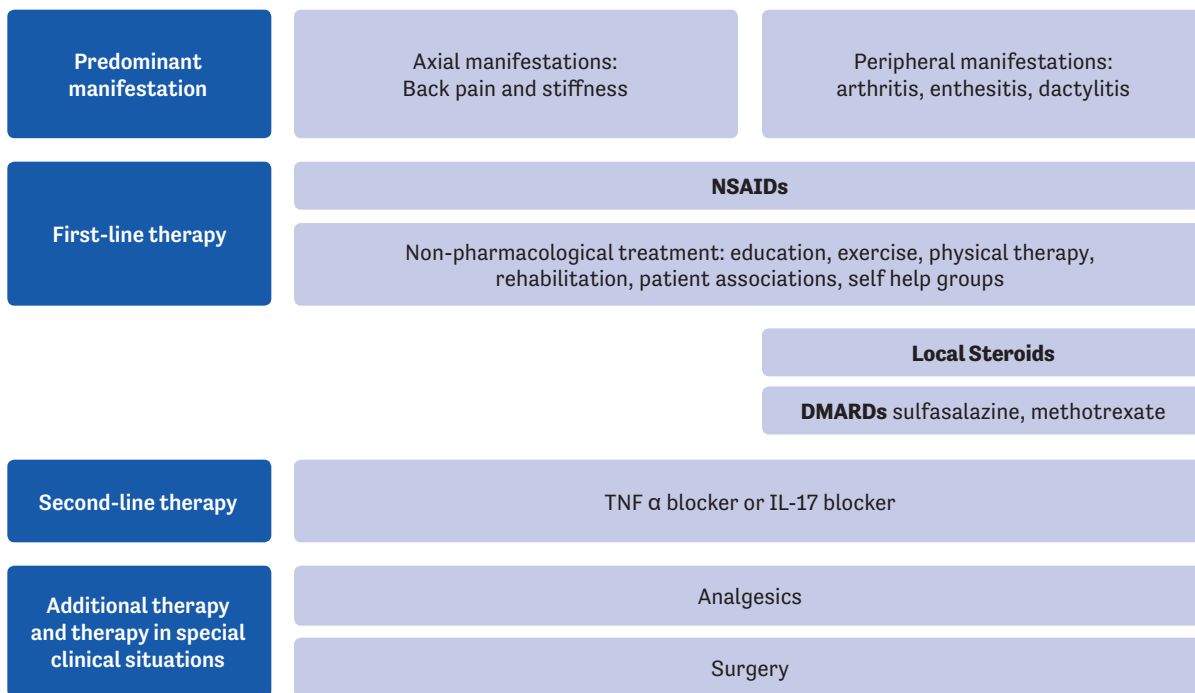 Predominant
manifestation
Axial manifestations:
Back pain and stiffness
Peripheral manifestations:
arthritis, enthesitis, dactylitis
First-line therapy
NSAIDs
Non-pharmacological treatment: education, exercise, physical therapy,
rehabilitation, patient associations, self help groups
Local Steroids
DMARDs sulfasalazine, methotrexate
Second-line therapy
TNF α blocker or IL-17 blocker
Additional therapy
and therapy in special
clinical situations
Analgesics
Surgery